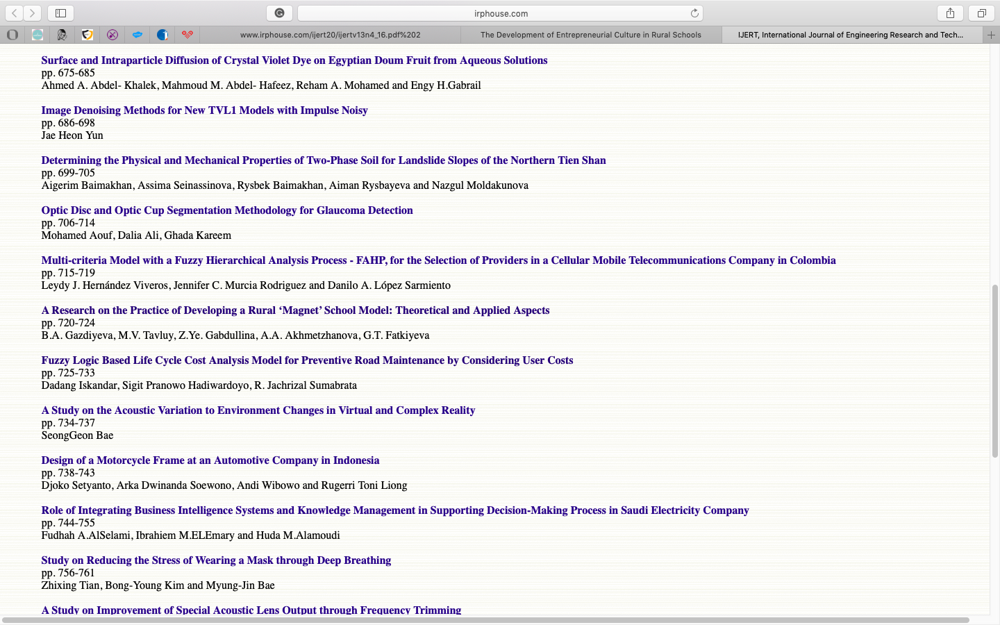 irphouse.com
www.irphouse.com/ijert20/ijertv13n4_16.pdf%202
The Development of Entrepreneurial Culture in Rural Schools
IJERT, International Journal of Engineering Research and Tech...
Surface and Intraparticle Diffusion of Crystal Violet Dye on Egyptian Doum Fruit from Aqueous Solutions
pp. 675-685
Ahmed A. Abdel- Khalek, Mahmoud M. Abdel- Hafeez, Reham A. Mohamed and Engy H.Gabrail
Image Denoising Methods for New TVL1 Models with Impulse Noisy
pp. 686-698
Jae Heon Yun
Determining the Physical and Mechanical Properties of Two-Phase Soil for Landslide Slopes of the Northern Tien Shan
pp. 699-705
Aigerim Baimakhan, Assima Seinassinova, Rysbek Baimakhan, Aiman Rysbayeva and Nazgul Moldakunova
Optic Disc and Optic Cup Segmentation Methodology for Glaucoma Detection
pp. 706-714
Mohamed Aouf, Dalia Ali, Ghada Kareem
Multi-criteria Model with a Fuzzy Hierarchical Analysis Process - FAHP, for the Selection of Providers in a Cellular Mobile Telecommunications Company in Colombia
pp. 715-719
Leydy J. Hernández Viveros, Jennifer C. Murcia Rodriguez and Danilo A. López Sarmiento
A Research on the Practice of Developing a Rural ‘Magnet’ School Model: Theoretical and Applied Aspects
pp. 720-724
B.A. Gazdiyeva, M.V. Tavluy, Z.Ye. Gabdullina, A.A. Akhmetzhanova, G.T. Fatkiyeva
Fuzzy Logic Based Life Cycle Cost Analysis Model for Preventive Road Maintenance by Considering User Costs
pp. 725-733
Dadang Iskandar, Sigit Pranowo Hadiwardoyo, R. Jachrizal Sumabrata
A Study on the Acoustic Variation to Environment Changes in Virtual and Complex Reality
pp. 734-737
SeongGeon Bae
Design of a Motorcycle Frame at an Automotive Company in Indonesia
pp. 738-743
Djoko Setyanto, Arka Dwinanda Soewono, Andi Wibowo and Rugerri Toni Liong
Role of Integrating Business Intelligence Systems and Knowledge Management in Supporting Decision-Making Process in Saudi Electricity Company
pp. 744-755
Fudhah A.AlSelami, Ibrahiem M.ELEmary and Huda M.Alamoudi
Study on Reducing the Stress of Wearing a Mask through Deep Breathing
pp. 756-761
Zhixing Tian, Bong-Young Kim and Myung-Jin Bae
A Study on Improvement of Special Acoustic Lens Output through Frequency Trimming